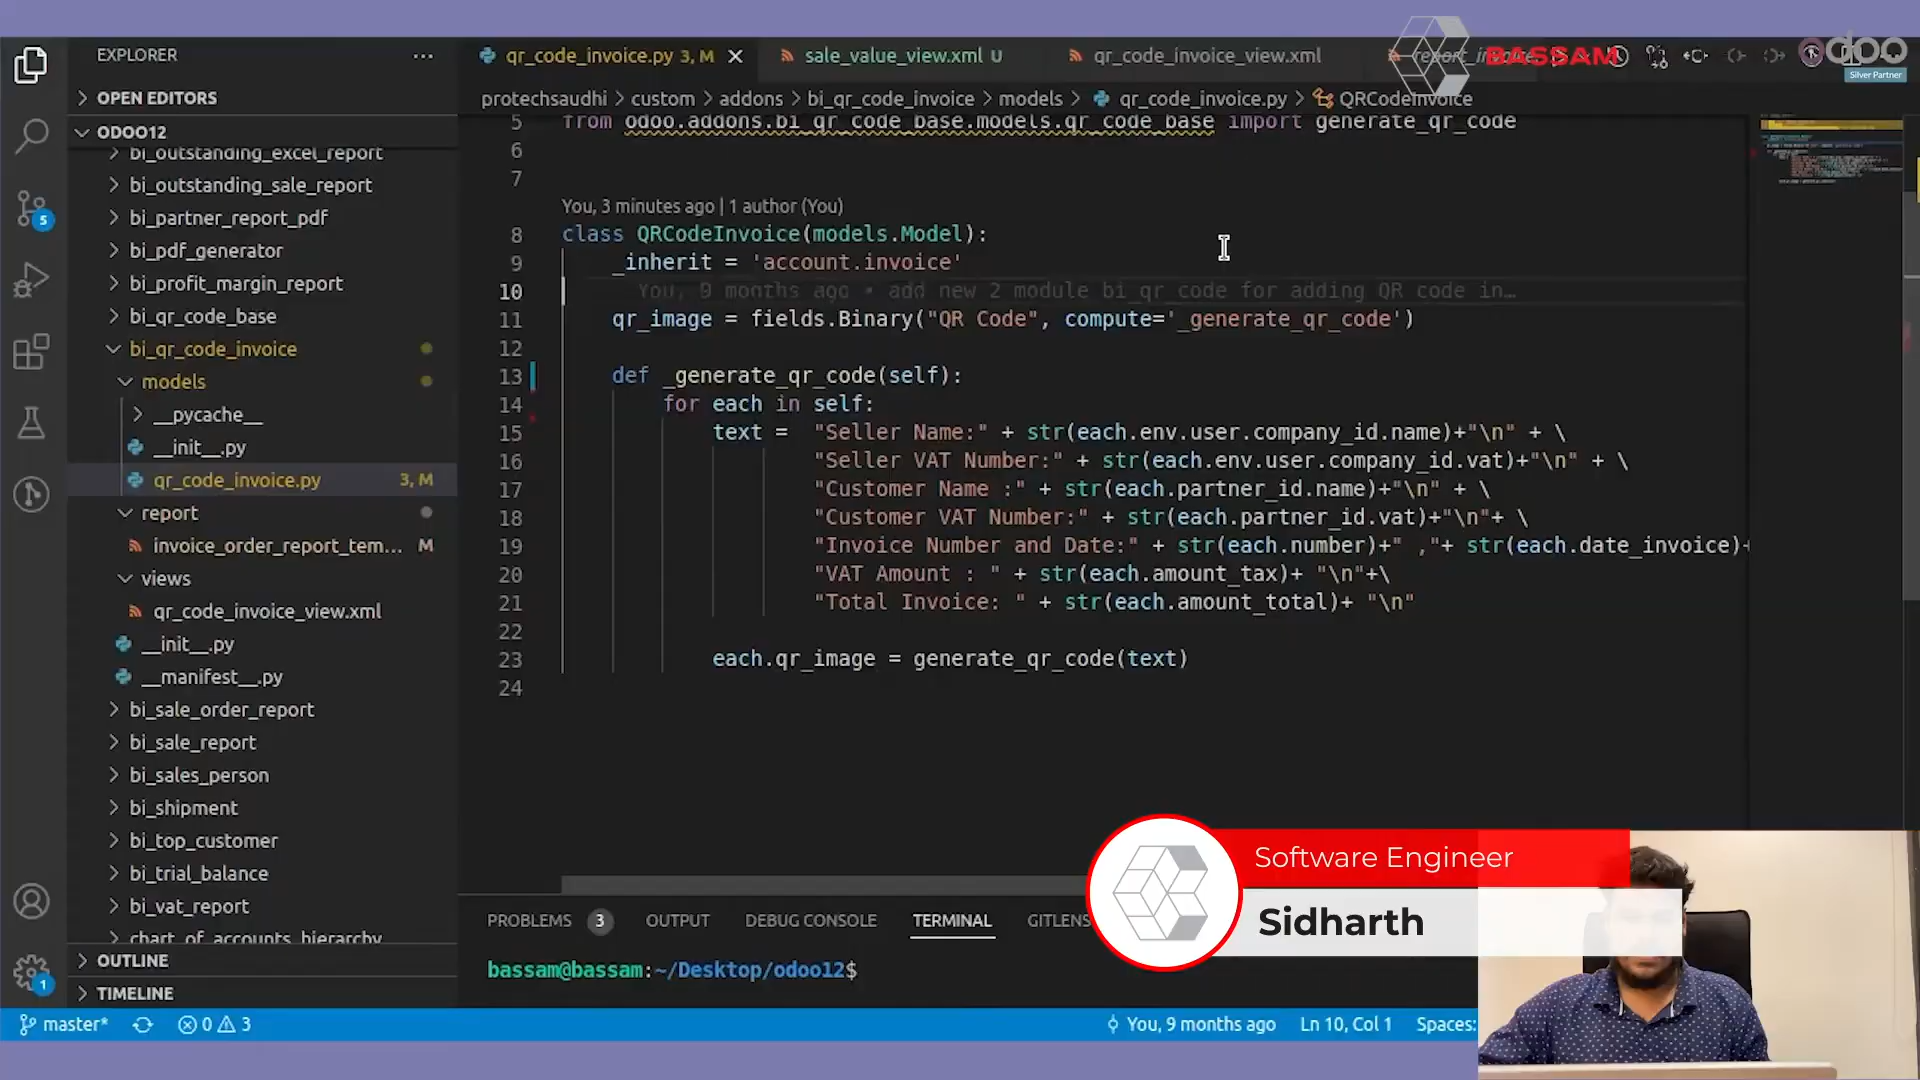 EXPLORER
OPEN EDITORS
ODOO12
bi_outstanding_excel_report
bi_outstanding_sale_report
bi_partner_report_pdf
bi_pdf_generator
bi_profit_margin_report
bi_qr_code_base
bi_qr_code_invoice
models
__pycache__
__init__.py
qr_code_invoice.py 3, M
report
invoice_order_report_tem... M
views
qr_code_invoice_view.xml
__init__.py
__manifest__.py
bi_sale_order_report
bi_sale_report
bi_sales_person
bi_shipment
bi_top_customer
bi_trial_balance
bi_vat_report
chart_of_accounts_hierarchy
OUTLINE
TIMELINE
5
1
qr_code_invoice.py 3, M
sale_value_view.xml U
qr_code_invoice_view.xml
report_invoice
BASSAM
odoo
Silver Partner
protechsaudhi > custom > addons > bi_qr_code_invoice > models > qr_code_invoice.py > QRCodeInvoice
5 from odoo.addons.bi_qr_code_base.models.qr_code_base import generate_qr_code
6
7
You, 3 minutes ago | 1 author (You)
8 class QRCodeInvoice(models.Model):
9 _inherit = 'account.invoice'
10 You, 9 months ago • add new 2 module bi_qr_code for adding QR code in…
11 qr_image = fields.Binary("QR Code", compute='_generate_qr_code')
12
13 def _generate_qr_code(self):
14 for each in self:
15 text = "Seller Name:" + str(each.env.user.company_id.name)+"\n" + \
16 "Seller VAT Number:" + str(each.env.user.company_id.vat)+"\n" + \
17 "Customer Name :" + str(each.partner_id.name)+"\n" + \
18 "Customer VAT Number:" + str(each.partner_id.vat)+"\n"+ \
19 "Invoice Number and Date:" + str(each.number)+" ,"+ str(each.date_invoice)+
20 "VAT Amount : " + str(each.amount_tax)+ "\n"+\
21 "Total Invoice: " + str(each.amount_total)+ "\n"
22
23 each.qr_image = generate_qr_code(text)
24
PROBLEMS 3 OUTPUT DEBUG CONSOLE TERMINAL GITLENS
bassam@bassam:~/Desktop/odoo12$
Software Engineer
Sidharth
master* 0 3
You, 9 months ago Ln 10, Col 1 Spaces: